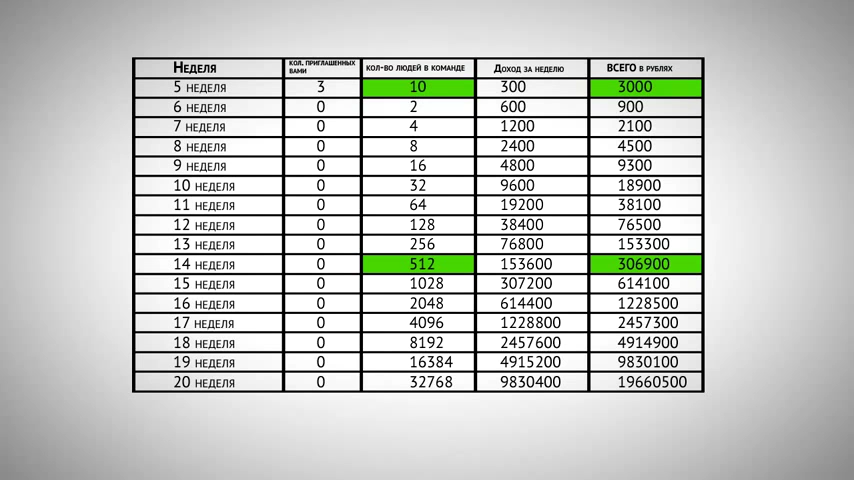 Неделя кол. приглашенных вами кол-во людей в команде Доход за неделю ВСЕГО в рублях
5 неделя 3 10 300 3000
6 неделя 0 2 600 900
7 неделя 0 4 1200 2100
8 неделя 0 8 2400 4500
9 неделя 0 16 4800 9300
10 неделя 0 32 9600 18900
11 неделя 0 64 19200 38100
12 неделя 0 128 38400 76500
13 неделя 0 256 76800 153300
14 неделя 0 512 153600 306900
15 неделя 0 1028 307200 614100
16 неделя 0 2048 614400 1228500
17 неделя 0 4096 1228800 2457300
18 неделя 0 8192 2457600 4914900
19 неделя 0 16384 4915200 9830100
20 неделя 0 32768 9830400 19660500